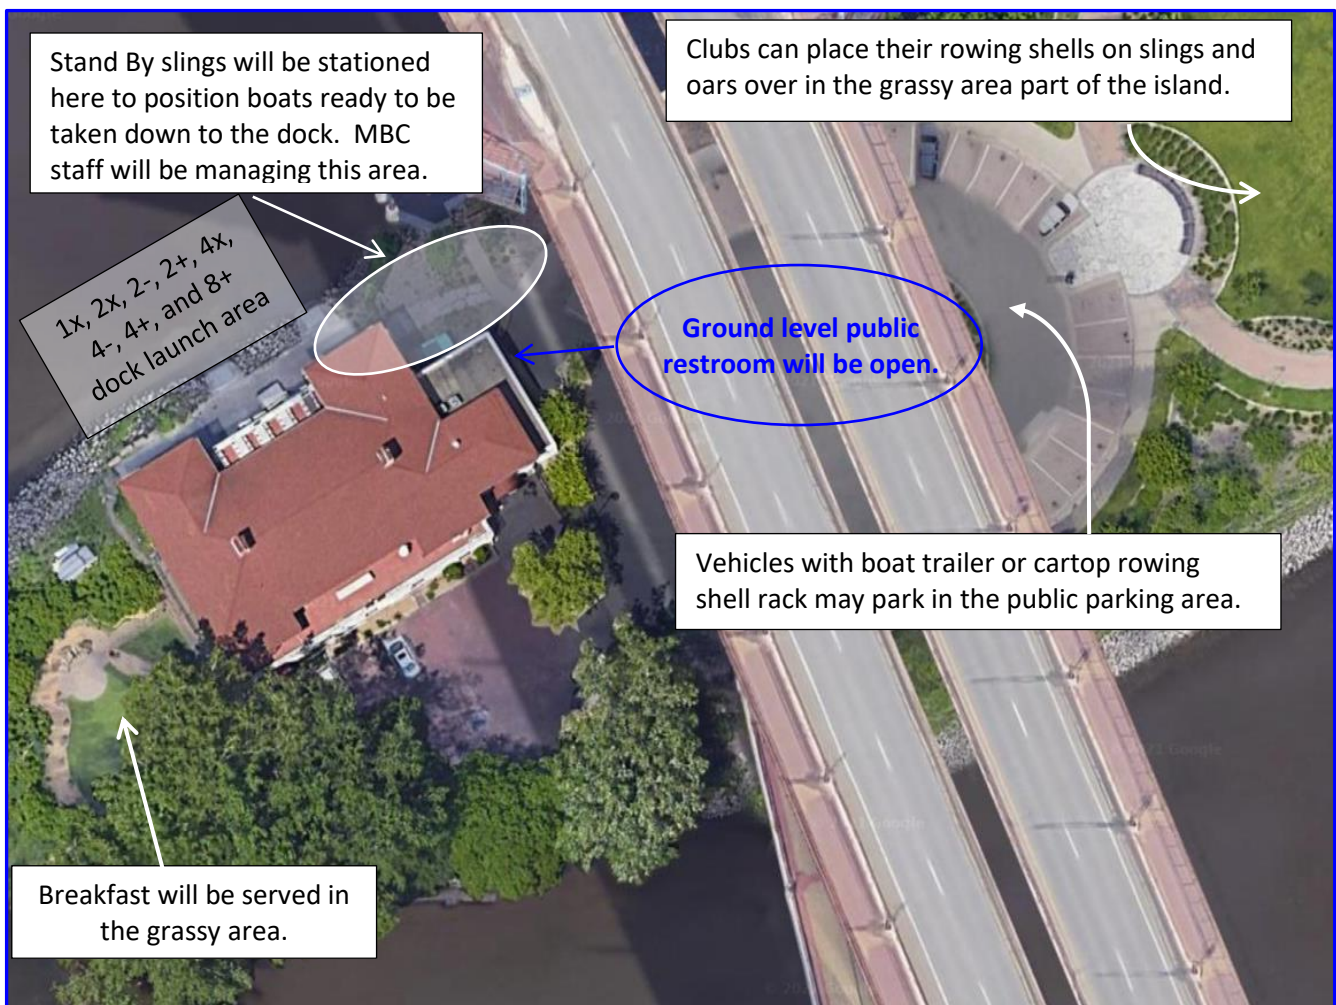 Stand By slings will be stationed
here to position boats ready to be
taken down to the dock.  MBC
staff will be managing this area.
Clubs can place their rowing shells on slings and
oars over in the grassy area part of the island.
1x, 2x, 2-, 2+, 4x,
4-, 4+, and 8+
dock launch area
Ground level public
restroom will be open.
Vehicles with boat trailer or cartop rowing
shell rack may park in the public parking area.
Breakfast will be served in
the grassy area.